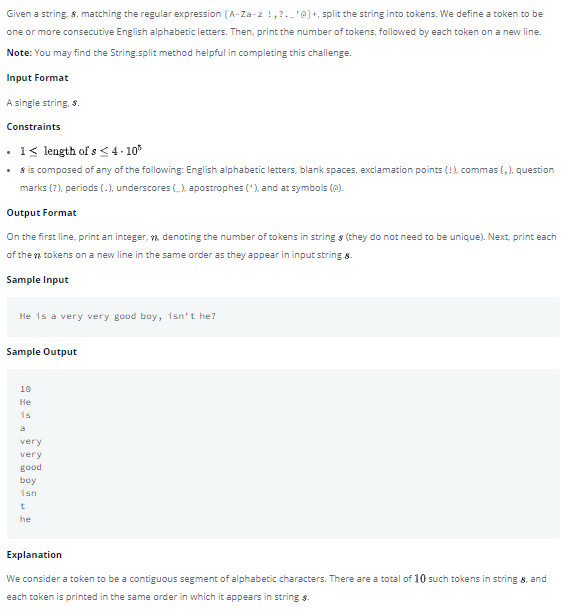 Given a string, s, matching the regular expression [A-Za-z !,?._'@]+, split the string into tokens. We define a token to be
one or more consecutive English alphabetic letters. Then, print the number of tokens, followed by each token on a new line.
Note: You may find the String.split method helpful in completing this challenge.
Input Format
A single string, s.
Constraints
• 1 ≤ length of s ≤ 4 · 10⁵
• s is composed of any of the following: English alphabetic letters, blank spaces, exclamation points (!), commas (,), question
marks (?), periods (.), underscores (_), apostrophes ('), and at symbols (@).
Output Format
On the first line, print an integer, n, denoting the number of tokens in string s (they do not need to be unique). Next, print each
of the n tokens on a new line in the same order as they appear in input string s.
Sample Input
He is a very very good boy, isn't he?
Sample Output
10
He
is
a
very
very
good
boy
isn
t
he
Explanation
We consider a token to be a contiguous segment of alphabetic characters. There are a total of 10 such tokens in string s, and
each token is printed in the same order in which it appears in string s.